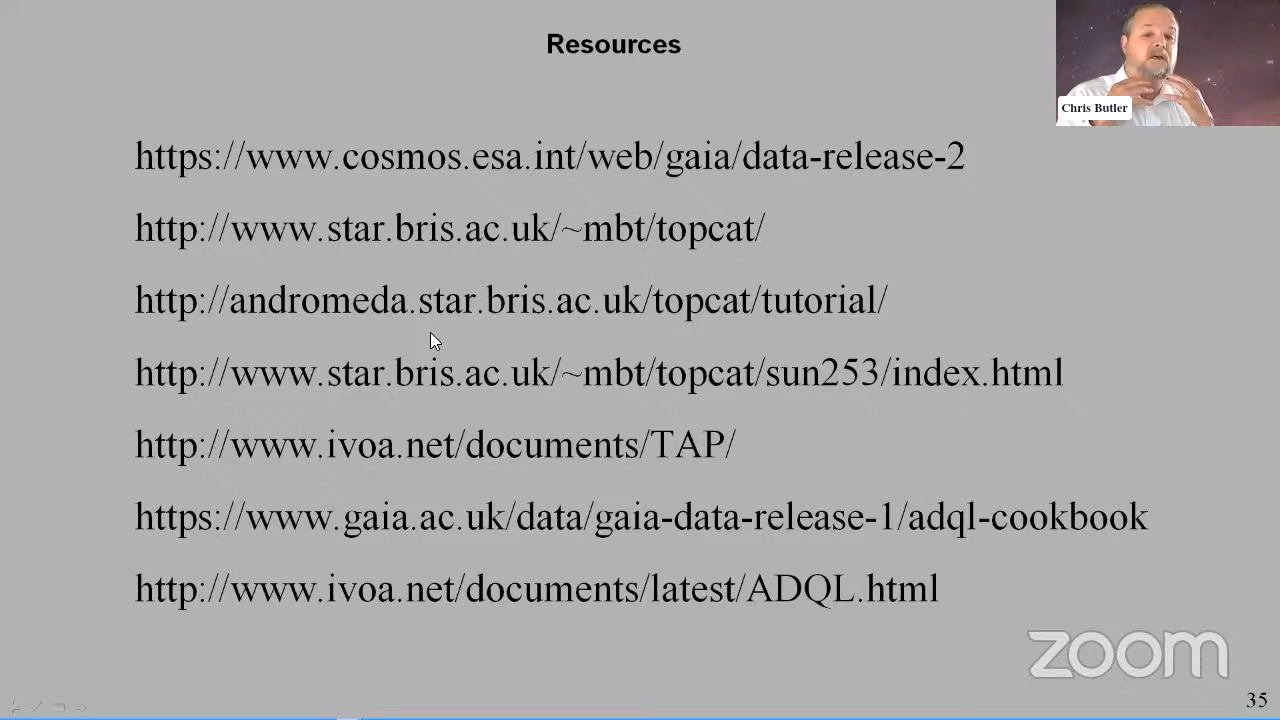 Resources
Chris Butler
https://www.cosmos.esa.int/web/gaia/data-release-2
http://www.star.bris.ac.uk/~mbt/topcat/
http://andromeda.star.bris.ac.uk/topcat/tutorial/
http://www.star.bris.ac.uk/~mbt/topcat/sun253/index.html
http://www.ivoa.net/documents/TAP/
https://www.gaia.ac.uk/data/gaia-data-release-1/adql-cookbook
http://www.ivoa.net/documents/latest/ADQL.html
zoom
35